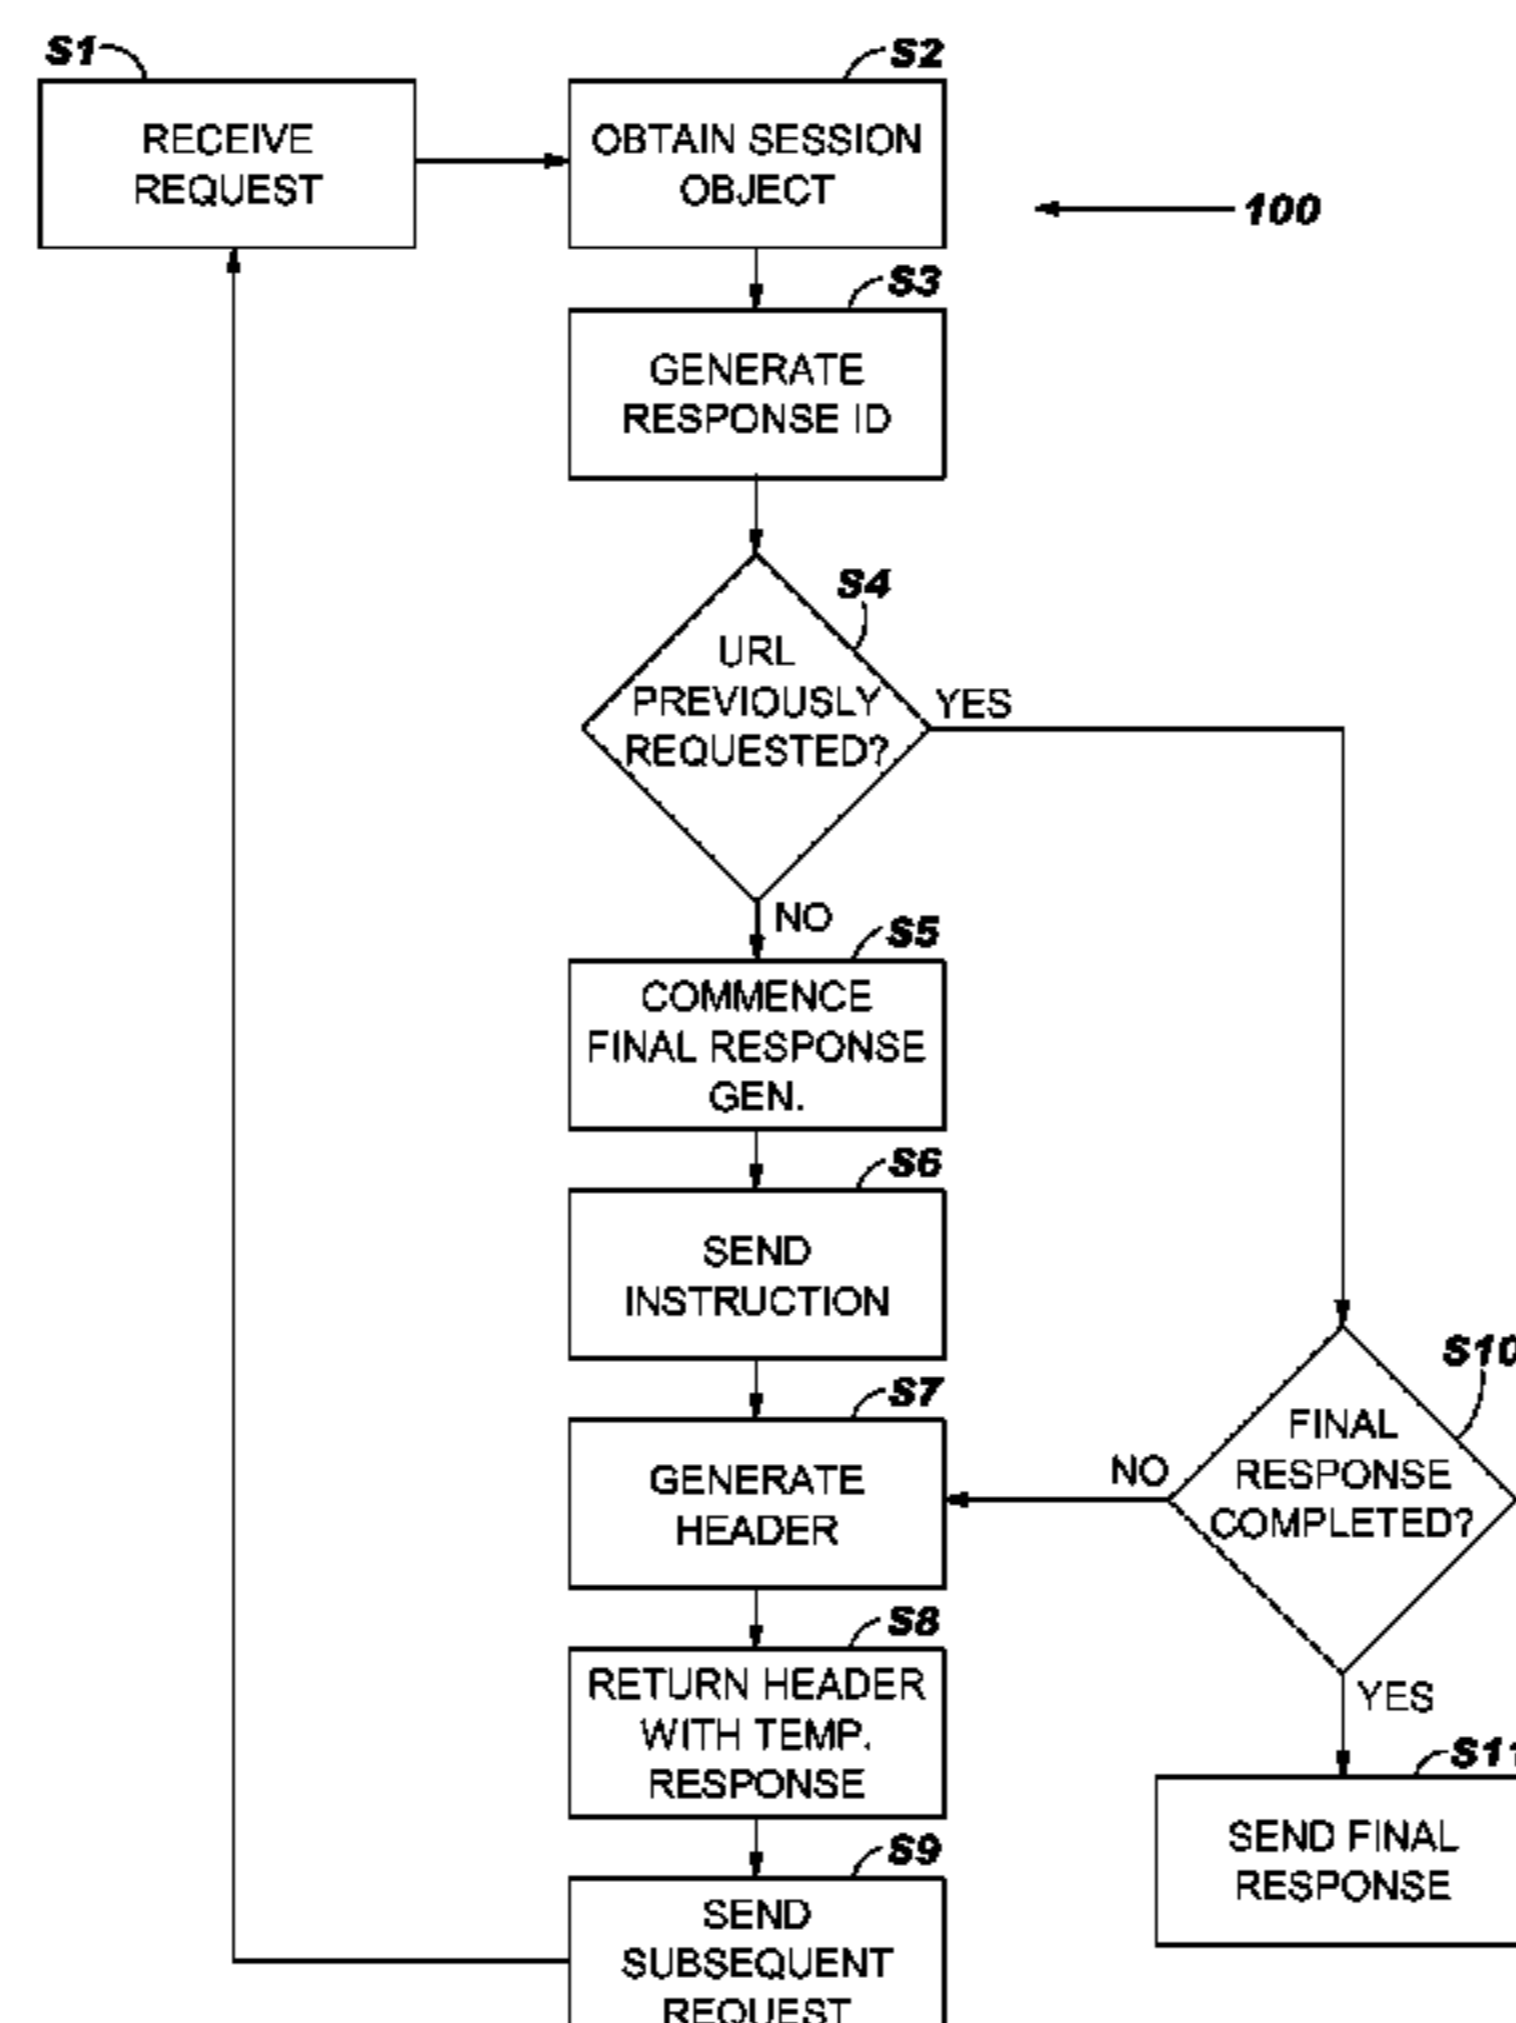 S1
RECEIVE
REQUEST
S2
OBTAIN SESSION
OBJECT
100
S3
GENERATE
RESPONSE ID
S4
URL
PREVIOUSLY
REQUESTED?
YES
NO
S5
COMMENCE
FINAL RESPONSE
GEN.
S6
SEND
INSTRUCTION
S7
GENERATE
HEADER
S10
FINAL
RESPONSE
COMPLETED?
NO
YES
S8
RETURN HEADER
WITH TEMP.
RESPONSE
S11
SEND FINAL
RESPONSE
S9
SEND
SUBSEQUENT
REQUEST